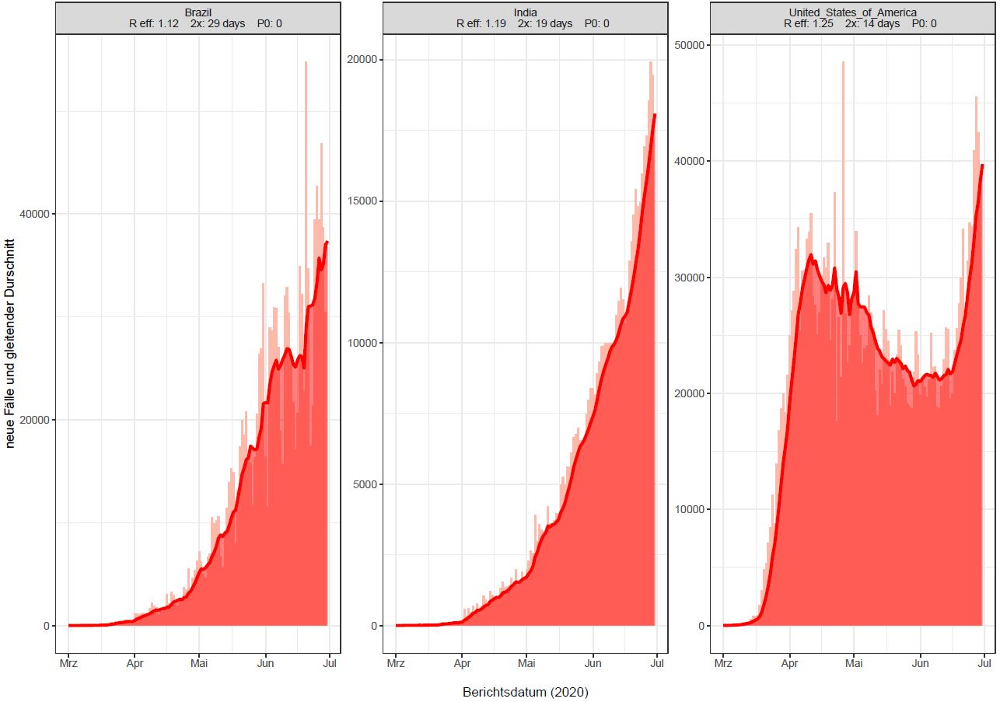 Brazil
R eff: 1.12 2x: 29 days P0: 0
India
R eff: 1.19 2x: 19 days P0: 0
United_States_of_America
R eff: 1.25 2x: 14 days P0: 0
neue Fälle und gleitender Durschnitt
40000
20000
0
20000
15000
10000
5000
0
50000
40000
30000
20000
10000
0
Mrz Apr Mai Jun Jul
Mrz Apr Mai Jun Jul
Mrz Apr Mai Jun Jul
Berichtsdatum (2020)